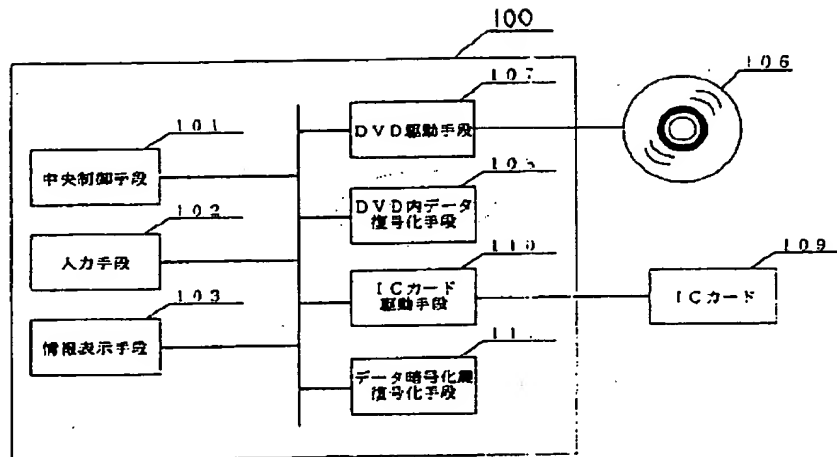 100
107
106
DVD駆動手段
101
中央制御手段
105
DVD内データ
復号化手段
102
入力手段
110
ICカード
駆動手段
109
ICカード
103
情報表示手段
11
データ暗号化兼
復号化手段